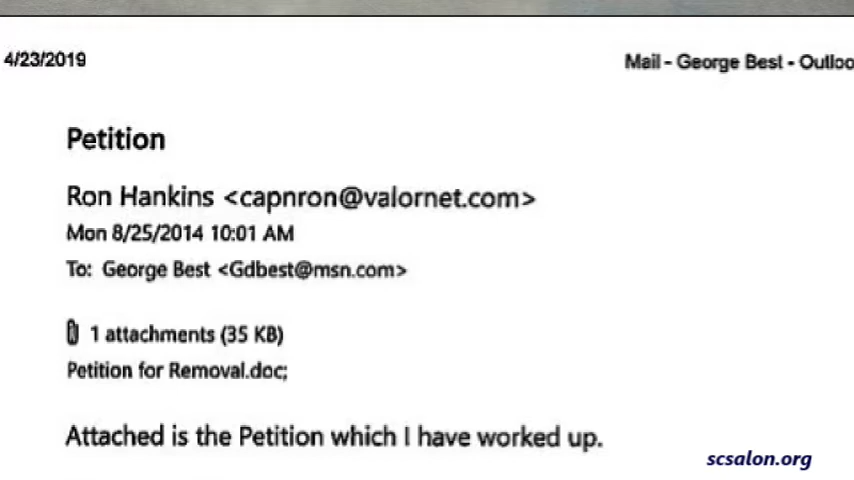 4/23/2019
Mail - George Best - Outloo
Petition
Ron Hankins <capnron@valornet.com>
Mon 8/25/2014 10:01 AM
To: George Best <Gdbest@msn.com>
1 attachments (35 KB)
Petition for Removal.doc;
Attached is the Petition which I have worked up.
scsalon.org